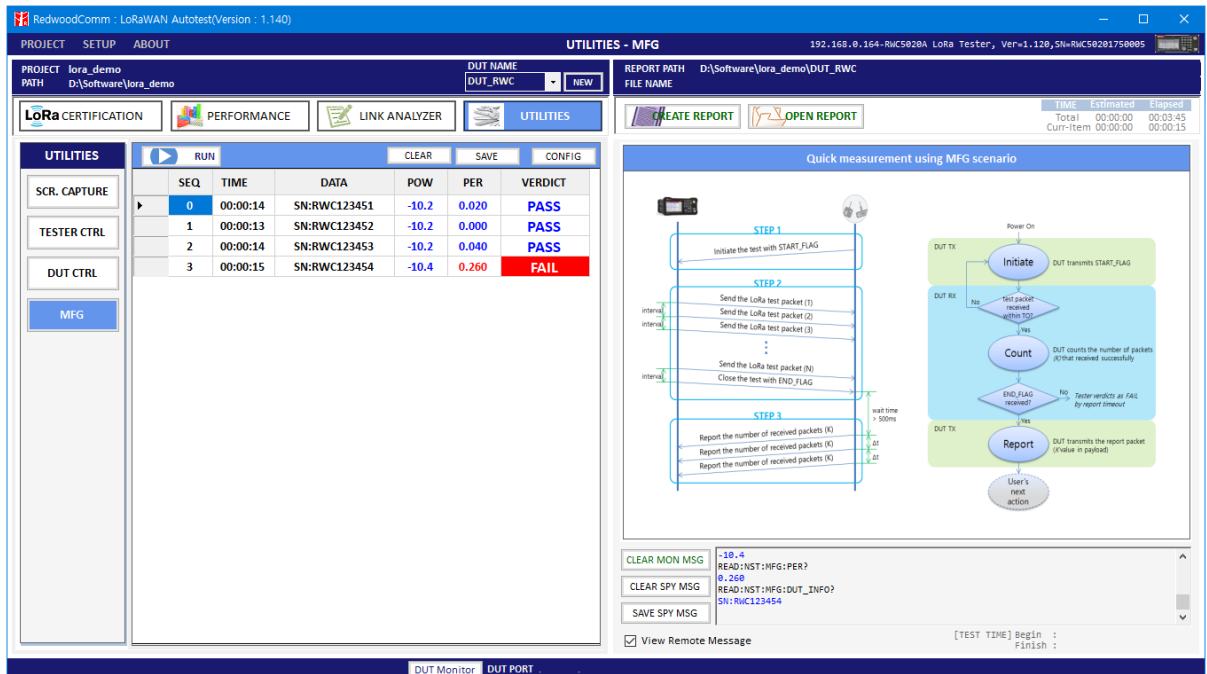 RedwoodComm : LoRaWAN Autotest(Version : 1.140)
PROJECT SETUP ABOUT
UTILITIES - MFG
192.168.0.164-RWC5020A LoRa Tester, Ver=1.120,SN=RWC50201750005
PROJECT lora_demo
PATH D:\Software\lora_demo
DUT NAME
DUT_RWC
NEW
REPORT PATH D:\Software\lora_demo\DUT_RWC
FILE NAME
LoRa CERTIFICATION
PERFORMANCE
LINK ANALYZER
UTILITIES
CREATE REPORT
OPEN REPORT
TIME Estimated Elapsed
Total 00:00:00 00:03:45
Curr-Item 00:00:00 00:00:15
UTILITIES
SCR. CAPTURE
TESTER CTRL
DUT CTRL
MFG
RUN
CLEAR
SAVE
CONFIG
SEQ TIME DATA POW PER VERDICT
0 00:00:14 SN:RWC123451 -10.2 0.020 PASS
1 00:00:13 SN:RWC123452 -10.2 0.000 PASS
2 00:00:14 SN:RWC123453 -10.2 0.040 PASS
3 00:00:15 SN:RWC123454 -10.4 0.260 FAIL
Quick measurement using MFG scenario
STEP 1
Initiate the test with START_FLAG
STEP 2
Send the LoRa test packet (1)
interval
Send the LoRa test packet (2)
interval
Send the LoRa test packet (3)
Send the LoRa test packet (N)
interval
Close the test with END_FLAG
wait time
> 500ms
STEP 3
Report the number of received packets (K)
Δt
Report the number of received packets (K)
Δt
Report the number of received packets (K)
Power On
DUT TX
Initiate
DUT transmits START_FLAG
DUT RX
No
test packet
received
within TO?
Yes
Count
DUT counts the number of packets
(K) that received successfully
END_FLAG
received?
No
Tester verdicts as FAIL
by report timeout
Yes
DUT TX
Report
DUT transmits the report packet
(K value in payload)
User's
next
action
CLEAR MON MSG
CLEAR SPY MSG
SAVE SPY MSG
-10.4
READ:NST:MFG:PER?
0.260
READ:NST:MFG:DUT_INFO?
SN:RWC123454
View Remote Message
[TEST TIME] Begin :
Finish :
DUT Monitor DUT PORT